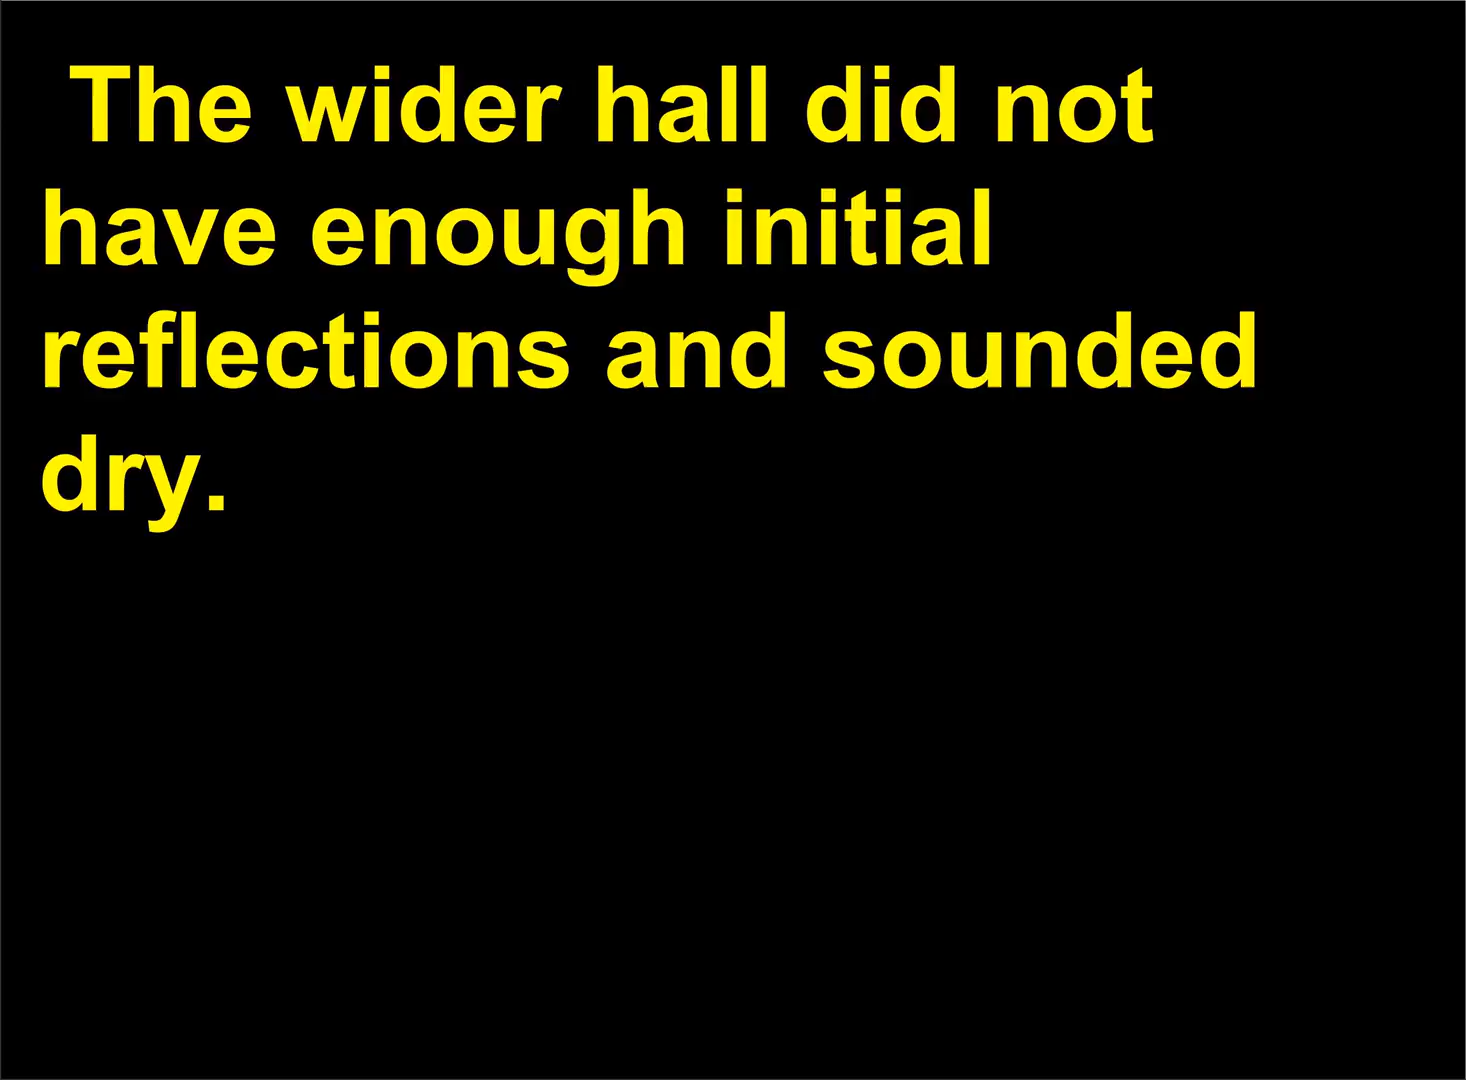 The wider hall did not
have enough initial
reflections and sounded
dry.